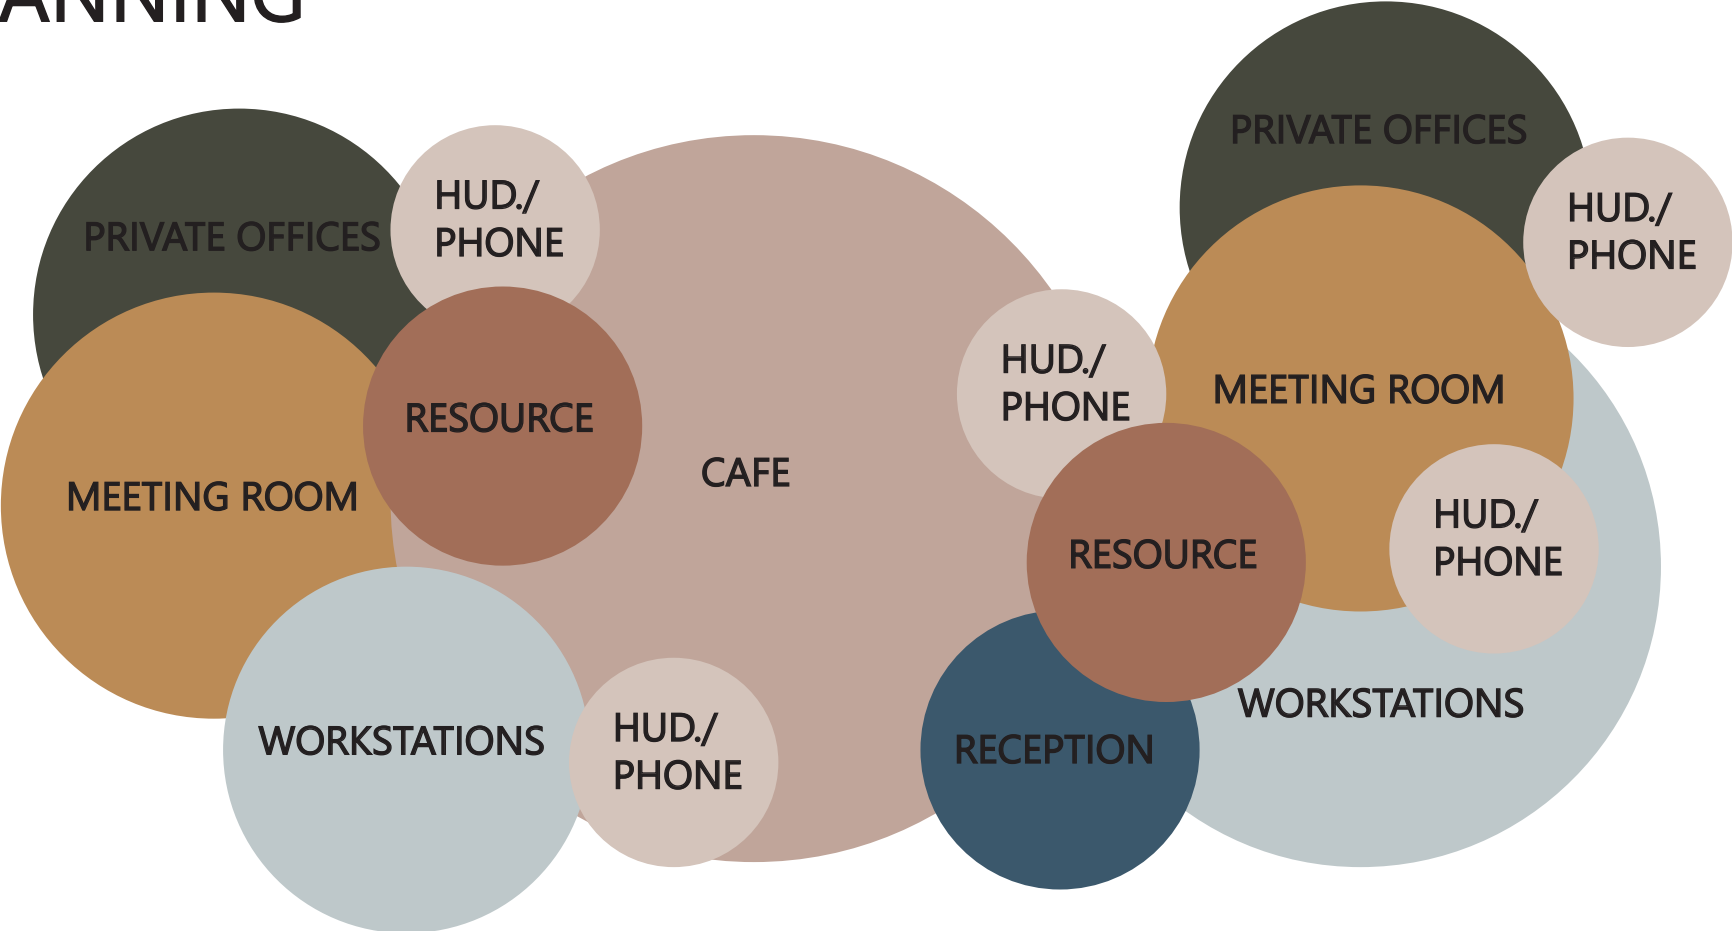 ANNING
PRIVATE OFFICES
HUD./
PHONE
RESOURCE
MEETING ROOM
WORKSTATIONS
HUD./
PHONE
CAFE
HUD./
PHONE
RESOURCE
RECEPTION
PRIVATE OFFICES
HUD./
PHONE
MEETING ROOM
HUD./
PHONE
WORKSTATIONS